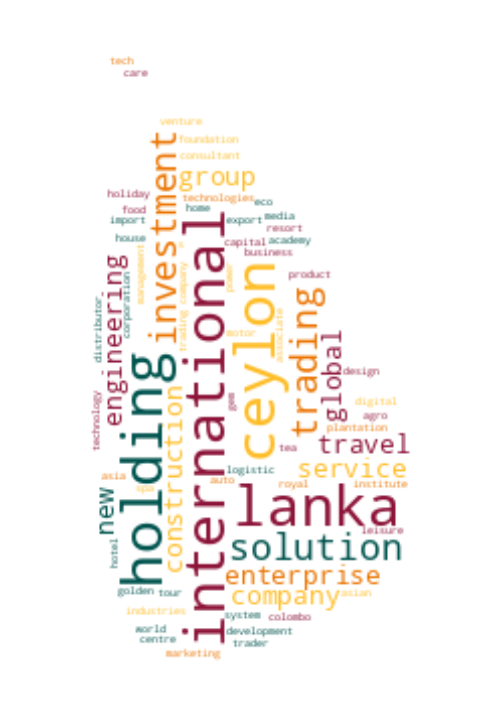 tech
care
venture
foundation
investment
consultant
group
holiday
technologies
eco
food
home
media
import
export
resort
house
capital
academy
business
international
management
engineering
corporation
trading company
power
ceylon
product
distributor
trading
associate
global
motor
holding
design
construction
technology
gem
digital
agro
plantation
travel
tea
logistic
service
asia
auto
royal
institute
spa
new
lanka
leisure
hotel
solution
enterprise
golden
tour
company
asian
industries
system
colombo
world
development
centre
trader
marketing